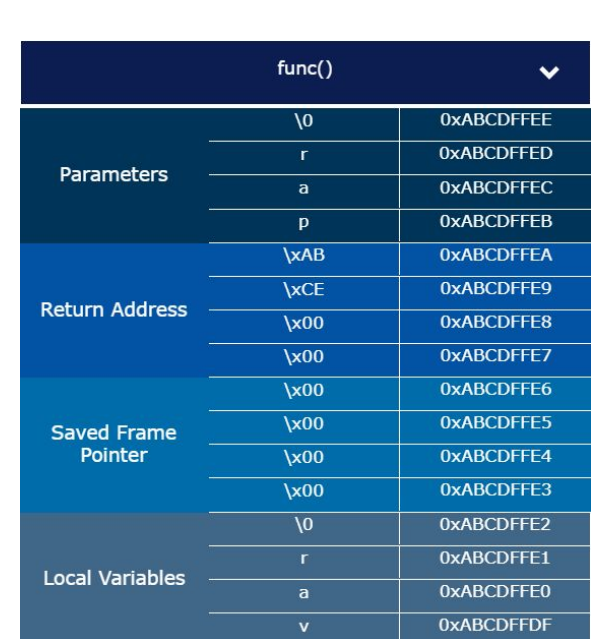 func()
Parameters
\0 0xABCDFFEE
r 0xABCDFFED
a 0xABCDFFEC
p 0xABCDFFEB
Return Address
\xAB 0xABCDFFEA
\xCE 0xABCDFFE9
\x00 0xABCDFFE8
\x00 0xABCDFFE7
Saved Frame
Pointer
\x00 0xABCDFFE6
\x00 0xABCDFFE5
\x00 0xABCDFFE4
\x00 0xABCDFFE3
Local Variables
\0 0xABCDFFE2
r 0xABCDFFE1
a 0xABCDFFE0
v 0xABCDFFDF